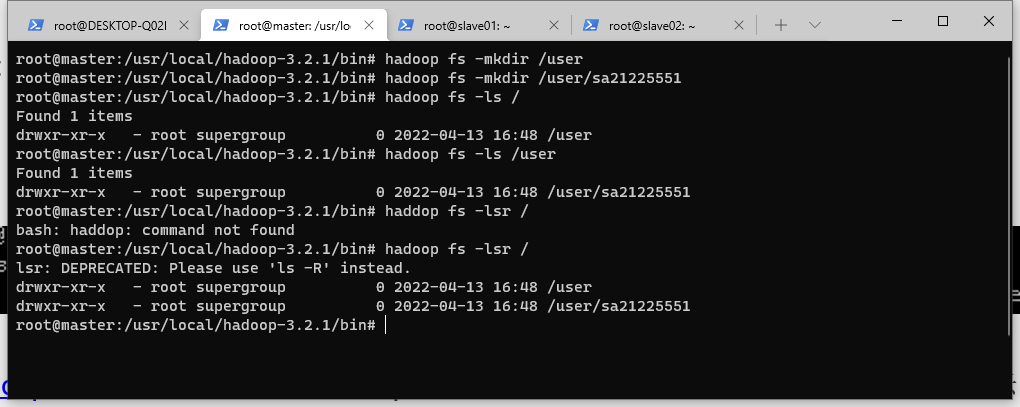 root@DESKTOP-Q02I
root@master: /usr/lo
root@slave01: ~
root@slave02: ~
root@master:/usr/local/hadoop-3.2.1/bin# hadoop fs -mkdir /user
root@master:/usr/local/hadoop-3.2.1/bin# hadoop fs -mkdir /user/sa21225551
root@master:/usr/local/hadoop-3.2.1/bin# hadoop fs -ls /
Found 1 items
drwxr-xr-x   - root supergroup          0 2022-04-13 16:48 /user
root@master:/usr/local/hadoop-3.2.1/bin# hadoop fs -ls /user
Found 1 items
drwxr-xr-x   - root supergroup          0 2022-04-13 16:48 /user/sa21225551
root@master:/usr/local/hadoop-3.2.1/bin# haddop fs -lsr /
bash: haddop: command not found
root@master:/usr/local/hadoop-3.2.1/bin# hadoop fs -lsr /
lsr: DEPRECATED: Please use 'ls -R' instead.
drwxr-xr-x   - root supergroup          0 2022-04-13 16:48 /user
drwxr-xr-x   - root supergroup          0 2022-04-13 16:48 /user/sa21225551
root@master:/usr/local/hadoop-3.2.1/bin#